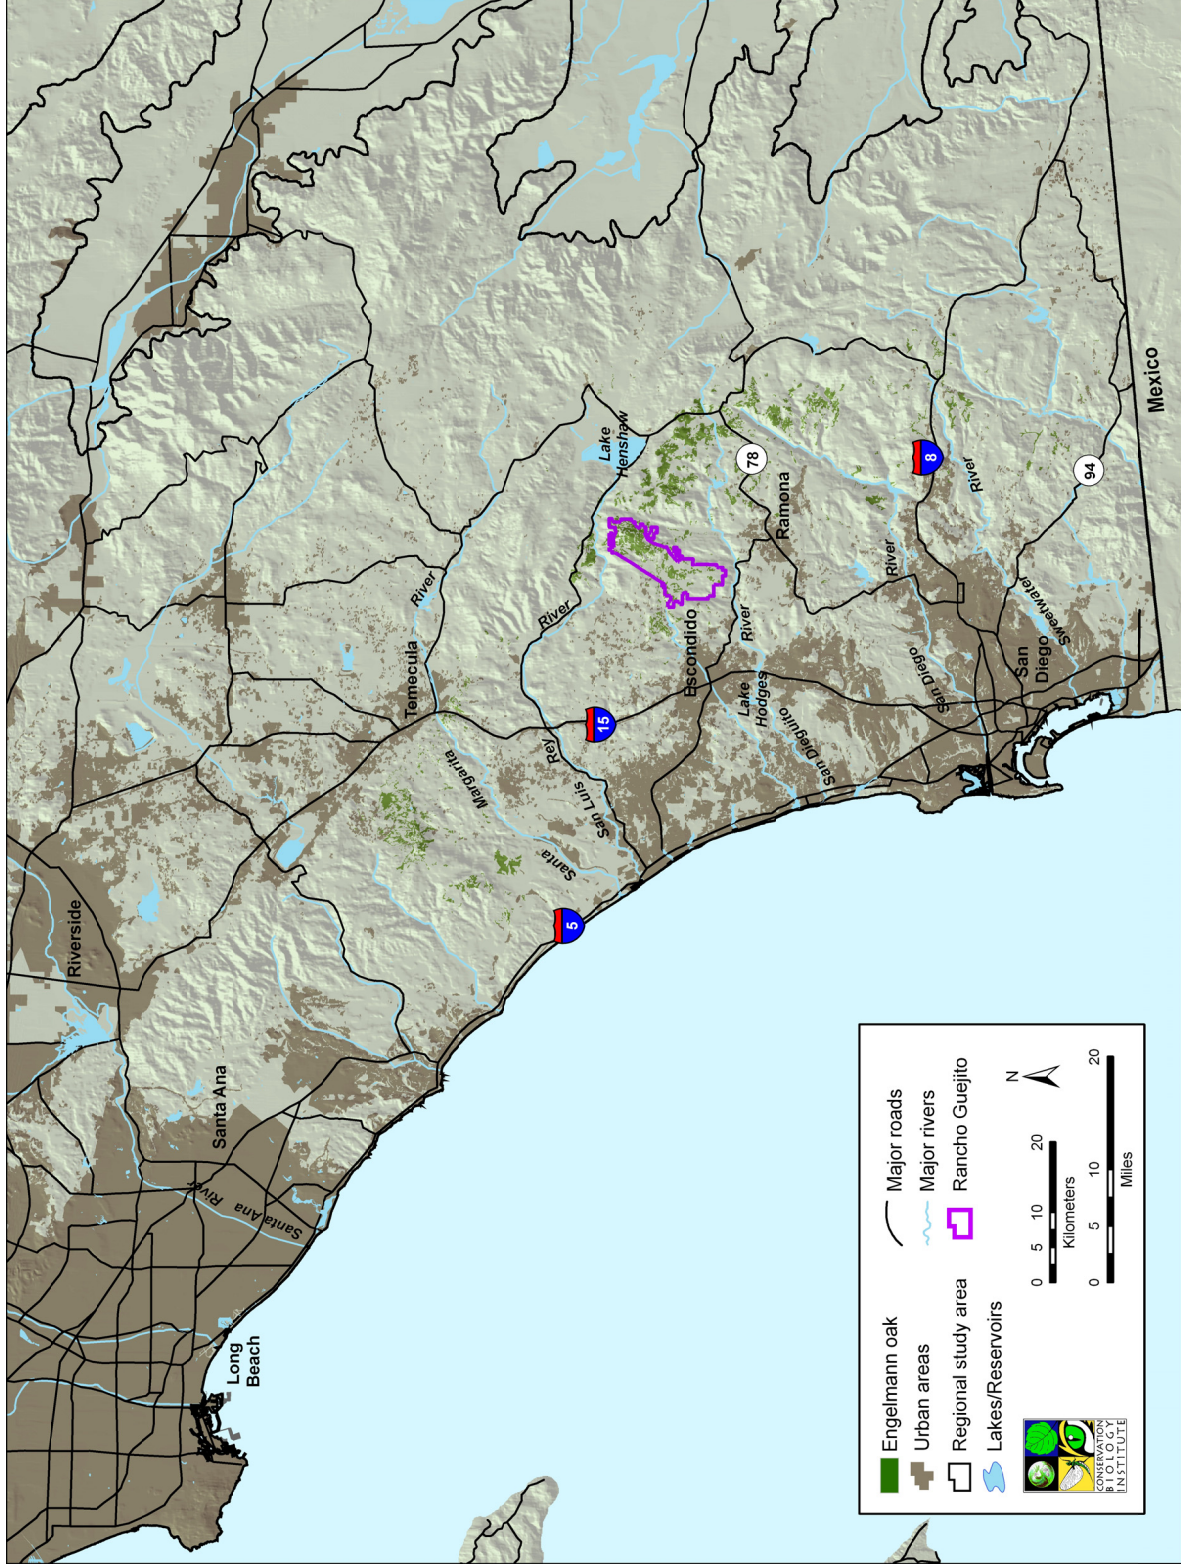 Riverside
Santa Ana
Santa Ana
River
Long
Beach
Temecula
River
Margarita
Santa
River
Rey
San Luis
Lake
Henshaw
15
5
Escondido
River
Lake
Hodges
San Dieguito
78
Ramona
River
San Diego
8
River
Sweetwater
San
Diego
94
Mexico
Engelmann oak
Urban areas
Regional study area
Lakes/Reservoirs
Major roads
Major rivers
Rancho Guejito
N
0 5 10 20
Kilometers
0 5 10 20
Miles
CONSERVATION
BIOLOGY
INSTITUTE